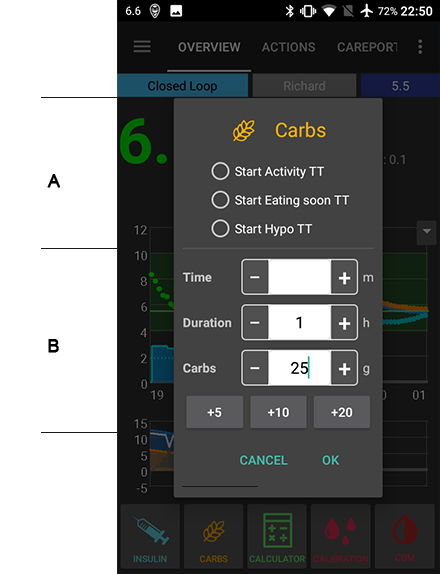 6.6 72% 22:50
OVERVIEW ACTIONS CAREPORT
Closed Loop Richard 5.5
A
B
6.
: 0.1
Carbs
Start Activity TT
Start Eating soon TT
Start Hypo TT
Time − + m
Duration − 1 + h
Carbs − 25 + g
+5 +10 +20
CANCEL OK
12
10
8
6
4
2
0
19 01
15
10
5
0
-5
INSULIN CARBS CALCULATOR CALIBRATION CGM